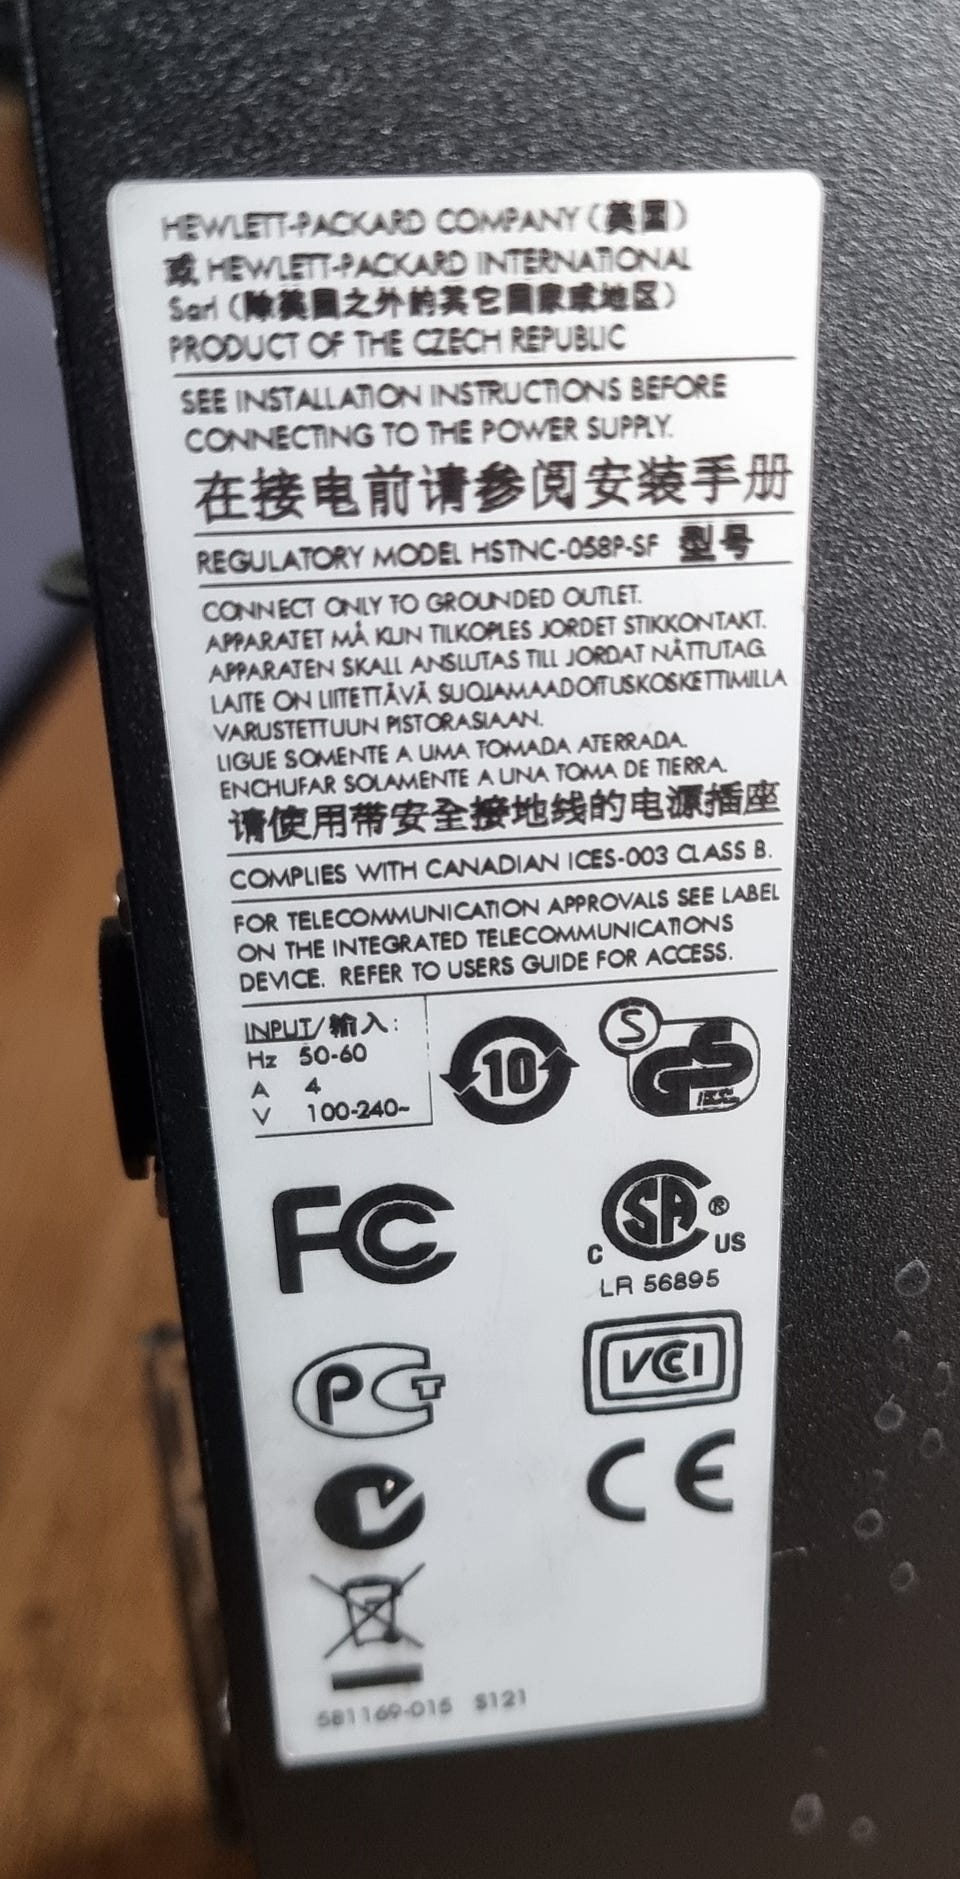 HEWLETT-PACKARD COMPANY (美国)
或 HEWLETT-PACKARD INTERNATIONAL
Sarl (除英国之外的其它国家或地区)
PRODUCT OF THE CZECH REPUBLIC
SEE INSTALLATION INSTRUCTIONS BEFORE
CONNECTING TO THE POWER SUPPLY.
在接电前请参阅安装手册
REGULATORY MODEL HSTNC-058P-SF 型号
CONNECT ONLY TO GROUNDED OUTLET.
APPARATET MÅ KUN TILKOPLES JORDET STIKKONTAKT.
APPARATEN SKALL ANSLUTAS TILL JORDAT NÄTTUTAG.
LAITE ON LIITETTÄVÄ SUOJAMAADOITUSKOSKETTIMILLA
VARUSTETTUUN PISTORASIAAN.
LIGUE SOMENTE A UMA TOMADA ATERRADA.
ENCHUFAR SOLAMENTE A UNA TOMA DE TIERRA.
请使用带安全接地线的电源插座
COMPLIES WITH CANADIAN ICES-003 CLASS B.
FOR TELECOMMUNICATION APPROVALS SEE LABEL
ON THE INTEGRATED TELECOMMUNICATIONS
DEVICE. REFER TO USERS GUIDE FOR ACCESS.
INPUT/输入:
Hz 50-60
A 4
V 100-240~
10
S GS
FC
C SA ® US
LR 56895
PCT
VCCI
CE
581169-015 S121